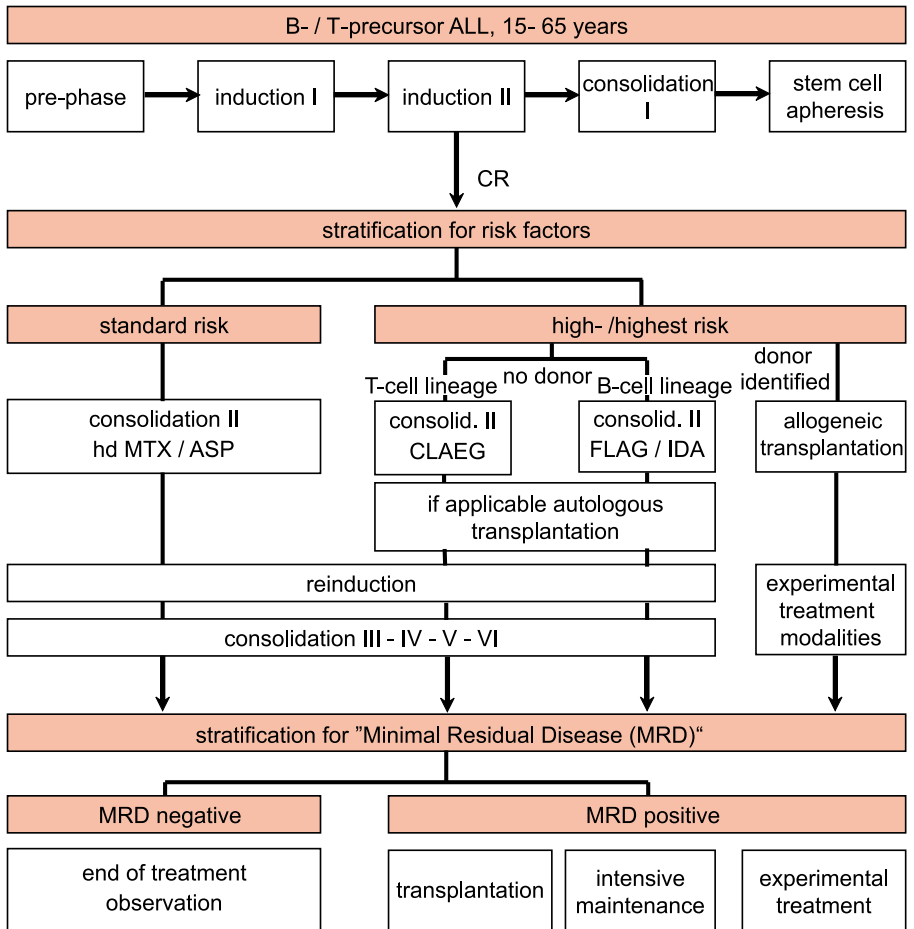 B- / T-precursor ALL, 15- 65 years
pre-phase
induction I
induction II
consolidation
I
stem cell
apheresis
CR
stratification for risk factors
standard risk
high- /highest risk
no donor
donor
identified
T-cell lineage
B-cell lineage
consolidation II
hd MTX / ASP
consolid. II
CLAEG
consolid. II
FLAG / IDA
allogeneic
transplantation
if applicable autologous
transplantation
reinduction
experimental
treatment
modalities
consolidation III - IV - V - VI
stratification for ”Minimal Residual Disease (MRD)“
MRD negative
MRD positive
end of treatment
observation
transplantation
intensive
maintenance
experimental
treatment